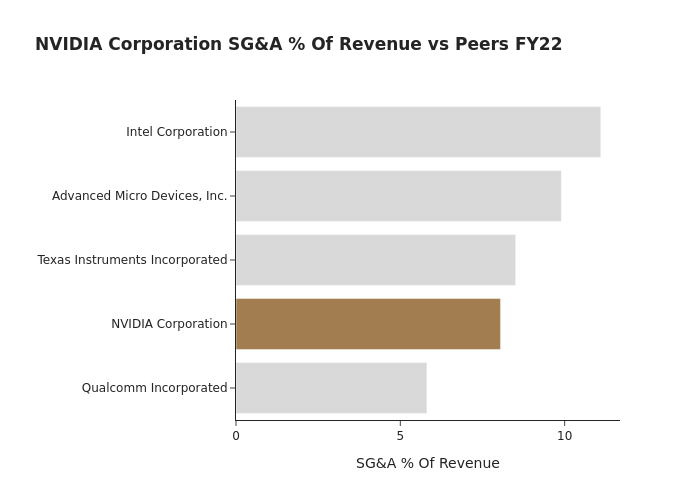 NVIDIA Corporation SG&A % Of Revenue vs Peers FY22
Intel Corporation
Advanced Micro Devices, Inc.
Texas Instruments Incorporated
NVIDIA Corporation
Qualcomm Incorporated
0 5 10
SG&A % Of Revenue